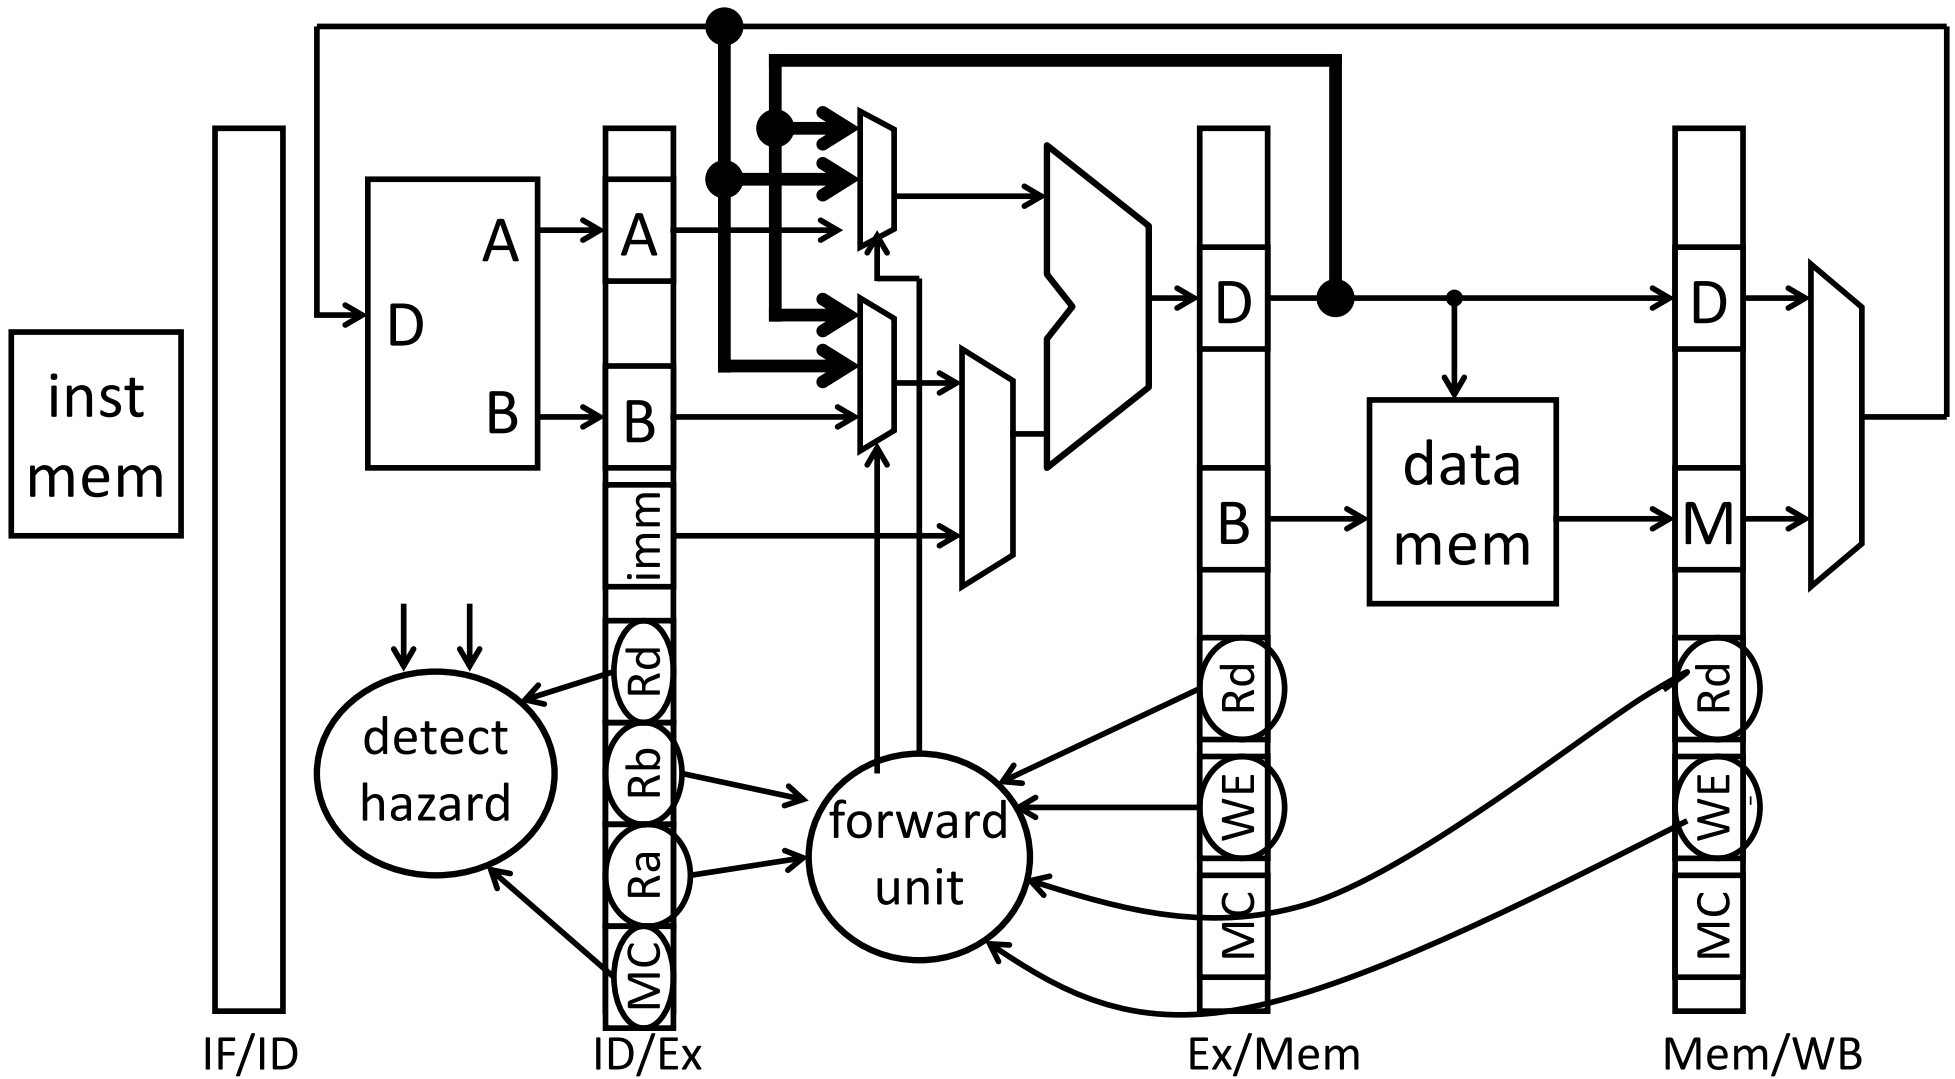 inst
mem
D
A
B
A
B
imm
Rd
Rb
Ra
MC
detect
hazard
forward
unit
D
B
Rd
WE
MC
data
mem
D
M
Rd
WE
MC
IF/ID
ID/Ex
Ex/Mem
Mem/WB